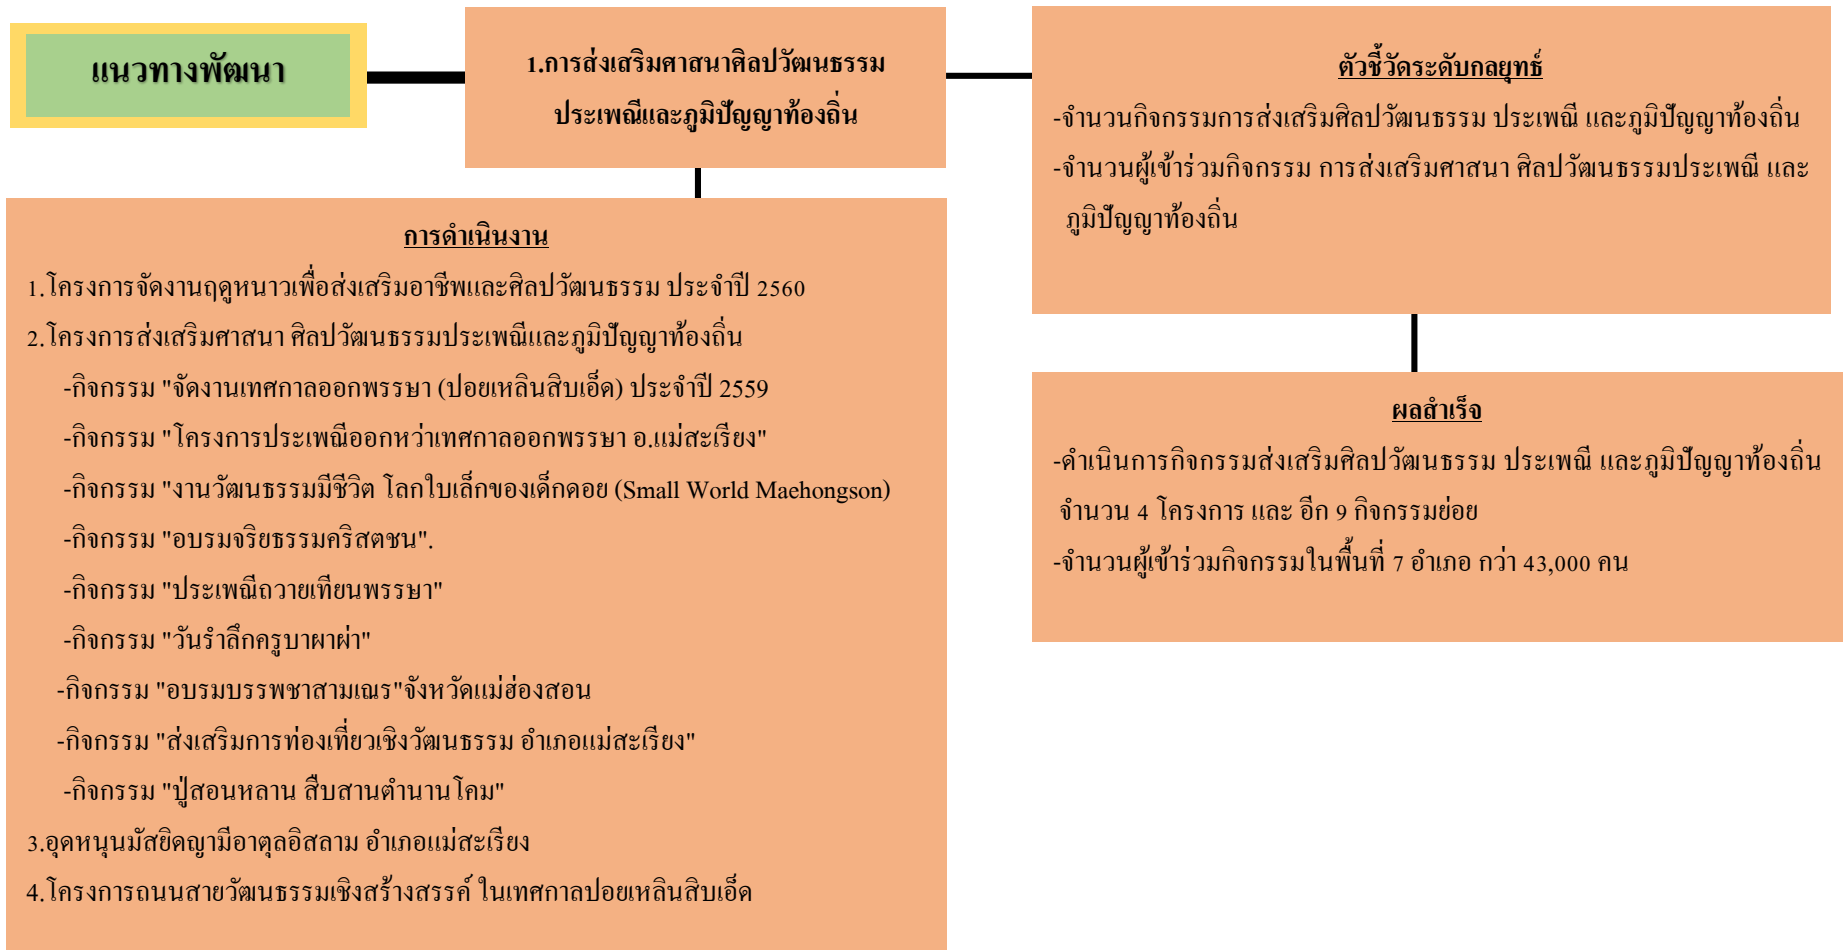 แนวทางพัฒนา
1.การส่งเสริมศาสนาศิลปวัฒนธรรม
ประเพณีและภูมิปัญญาท้องถิ่น
ตัวชี้วัดระดับกลยุทธ์
-จำนวนกิจกรรมการส่งเสริมศิลปวัฒนธรรม ประเพณี และภูมิปัญญาท้องถิ่น
-จำนวนผู้เข้าร่วมกิจกรรม การส่งเสริมศาสนา ศิลปวัฒนธรรมประเพณี และ
ภูมิปัญญาท้องถิ่น
การดำเนินงาน
1.โครงการจัดงานฤดูหนาวเพื่อส่งเสริมอาชีพและศิลปวัฒนธรรม ประจำปี 2560
2.โครงการส่งเสริมศาสนา ศิลปวัฒนธรรมประเพณีและภูมิปัญญาท้องถิ่น
-กิจกรรม "จัดงานเทศกาลออกพรรษา (ปอยเหลินสิบเอ็ด) ประจำปี 2559
-กิจกรรม "โครงการประเพณีออกหว่าเทศกาลออกพรรษา อ.แม่สะเรียง"
-กิจกรรม "งานวัฒนธรรมมีชีวิต โลกใบเล็กของเด็กดอย (Small World Maehongson)
-กิจกรรม "อบรมจริยธรรมคริสตชน".
-กิจกรรม "ประเพณีถวายเทียนพรรษา"
-กิจกรรม "วันรำลึกครูบาผาผ่า"
-กิจกรรม "อบรมบรรพชาสามเณร"จังหวัดแม่ฮ่องสอน
-กิจกรรม "ส่งเสริมการท่องเที่ยวเชิงวัฒนธรรม อำเภอแม่สะเรียง"
-กิจกรรม "ปู่สอนหลาน สืบสานตำนานโคม"
3.อุดหนุนมัสยิดญามีอาตุลอิสลาม อำเภอแม่สะเรียง
4.โครงการถนนสายวัฒนธรรมเชิงสร้างสรรค์ ในเทศกาลปอยเหลินสิบเอ็ด
ผลสำเร็จ
-ดำเนินการกิจกรรมส่งเสริมศิลปวัฒนธรรม ประเพณี และภูมิปัญญาท้องถิ่น
จำนวน 4 โครงการ และ อีก 9 กิจกรรมย่อย
-จำนวนผู้เข้าร่วมกิจกรรมในพื้นที่ 7 อำเภอ กว่า 43,000 คน